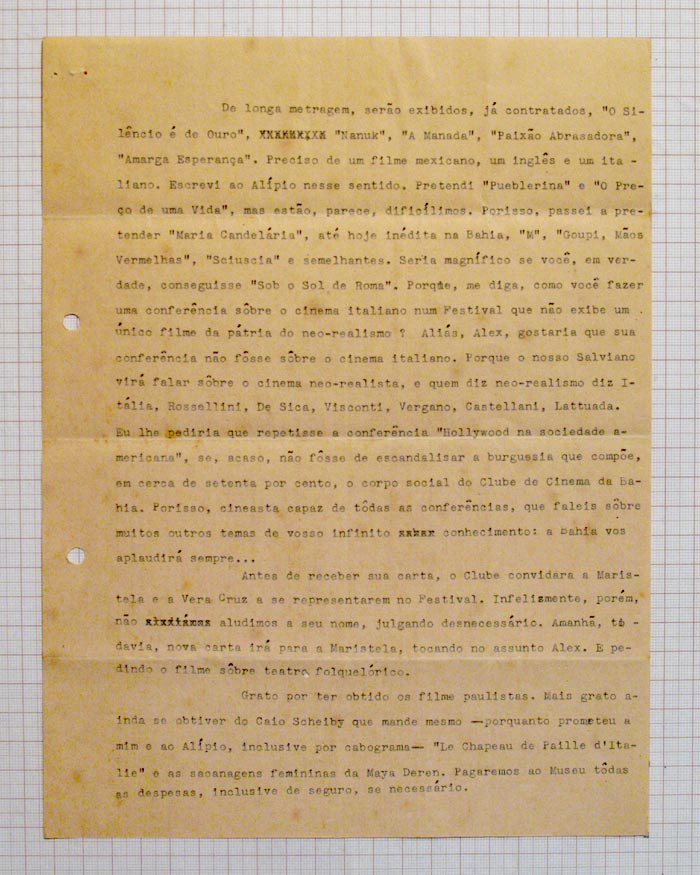 De longa metragem, serão exibidos, já contratados, "O Si-
lêncio é de Ouro", "Nanuk", "A Manada", "Paixão Abrasadora",
"Amarga Esperança". Preciso de um filme mexicano, um inglês e um ita -
liano. Escrevi ao Alípio nesse sentido. Pretendi "Pueblerina" e "O Pre-
ço de uma Vida", mas estão, parece, dificílimos. Porisso, passei a pre-
tender "Maria Candelária", até hoje inédita na Bahia, "M", "Goupi, Mãos
Vermelhas", "Sciuscia" e semelhantes. Seria magnífico se você, em ver-
dade, conseguisse "Sob o Sol de Roma". Porquê, me diga, como você fazer
uma conferência sôbre o cinema italiano num Festival que não exibe um
único filme da pátria do neo-realismo ? Aliás, Alex, gostaria que sua
conferência não fôsse sôbre o cinema italiano. Porque o nosso Salviano
virá falar sôbre o cinema neo-realista, e quem diz neo-realismo diz I-
tália, Rossellini, De Sica, Visconti, Vergano, Castellani, Lattuada.
Eu lhe pediria que repetisse a conferência "Hollywood na sociedade a-
mericana", se, acaso, não fôsse de escandalisar a burguesia que compõe,
em cerca de setenta por cento, o corpo social do Clube de Cinema da Ba-
hia. Porisso, cineasta capaz de tôdas as conferências, que faleis sôbre
muitos outros temas de vosso infinito conhecimento: a Bahia vos
aplaudirá sempre...
Antes de receber sua carta, o Clube convidara a Maris-
tela e a Vera Cruz a se representarem no Festival. Infelizmente, porém,
não aludimos a seu nome, julgando desnecessário. Amanhã, tô -
davia, nova carta irá para a Maristela, tocando no assunto Alex. E pe-
dindo o filme sôbre teatro folquelórico.
Grato por ter obtido os filme paulistas. Mais grato a-
inda se obtiver do Caio Scheiby que mande mesmo —porquanto prometeu a
mim e ao Alípio, inclusive por cabograma— "Le Chapeau de Paille d'Ita-
lie" e as sacanagens femininas da Maya Deren. Pagaremos ao Museu tôdas
as despesas, inclusive de seguro, se necessário.